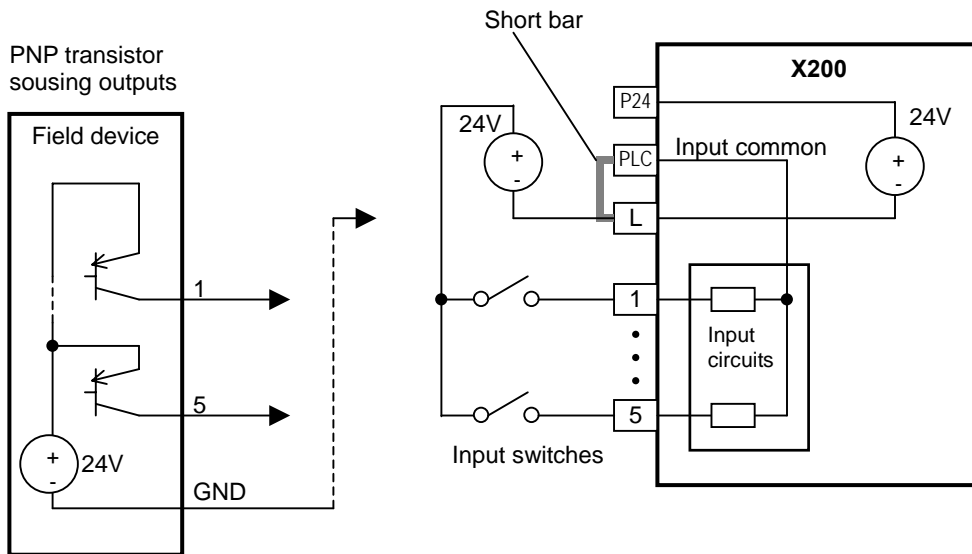 Short bar
PNP transistor
sousing outputs
X200
P24
Field device
24V
24V
PLC
Input common
+
-
+
-
L
1
1
Input
circuits
5
5
Input switches
+
-
24V
GND